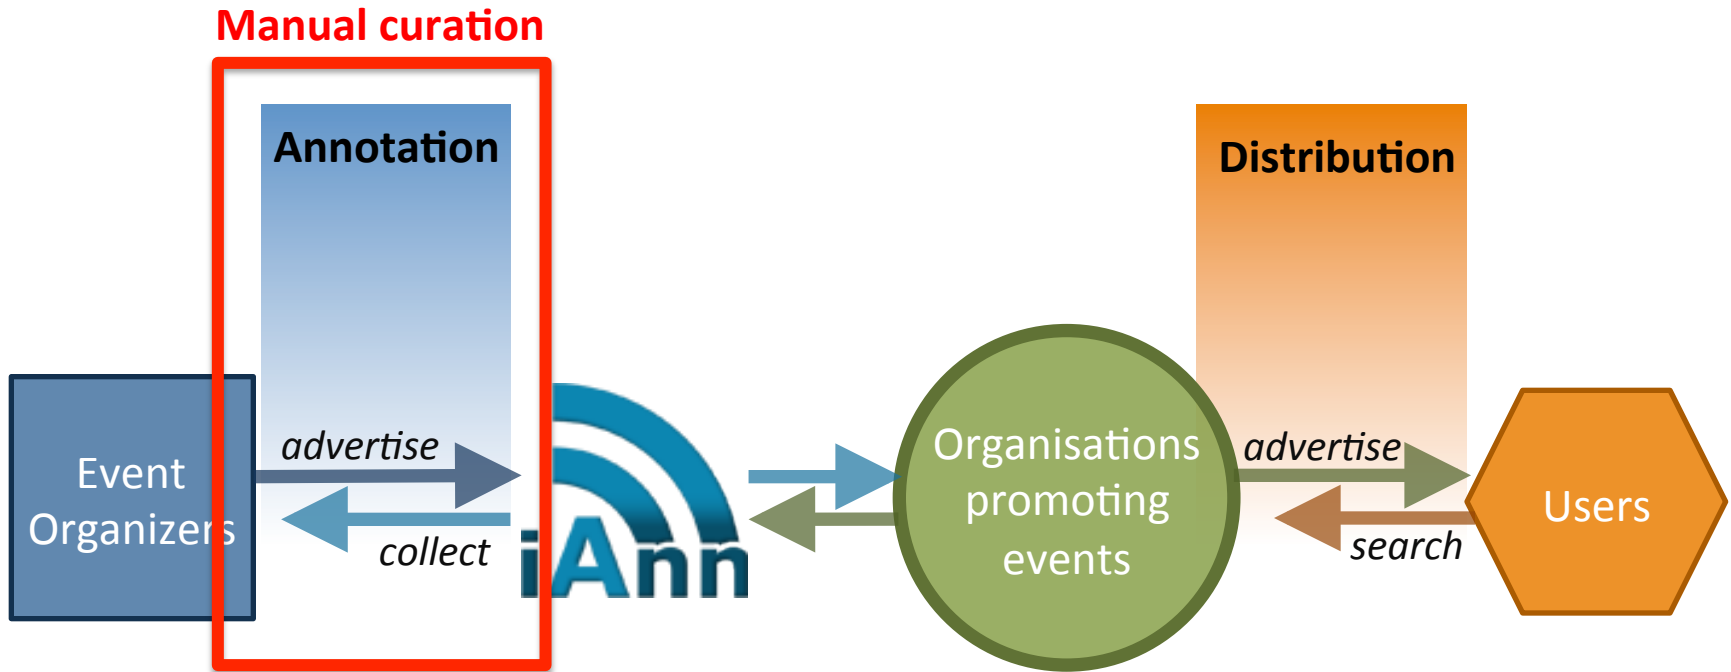 Manual curation
Annotation
Distribution
Event
Organizers
advertise
collect
iAnn
Organisations
promoting
events
advertise
search
Users